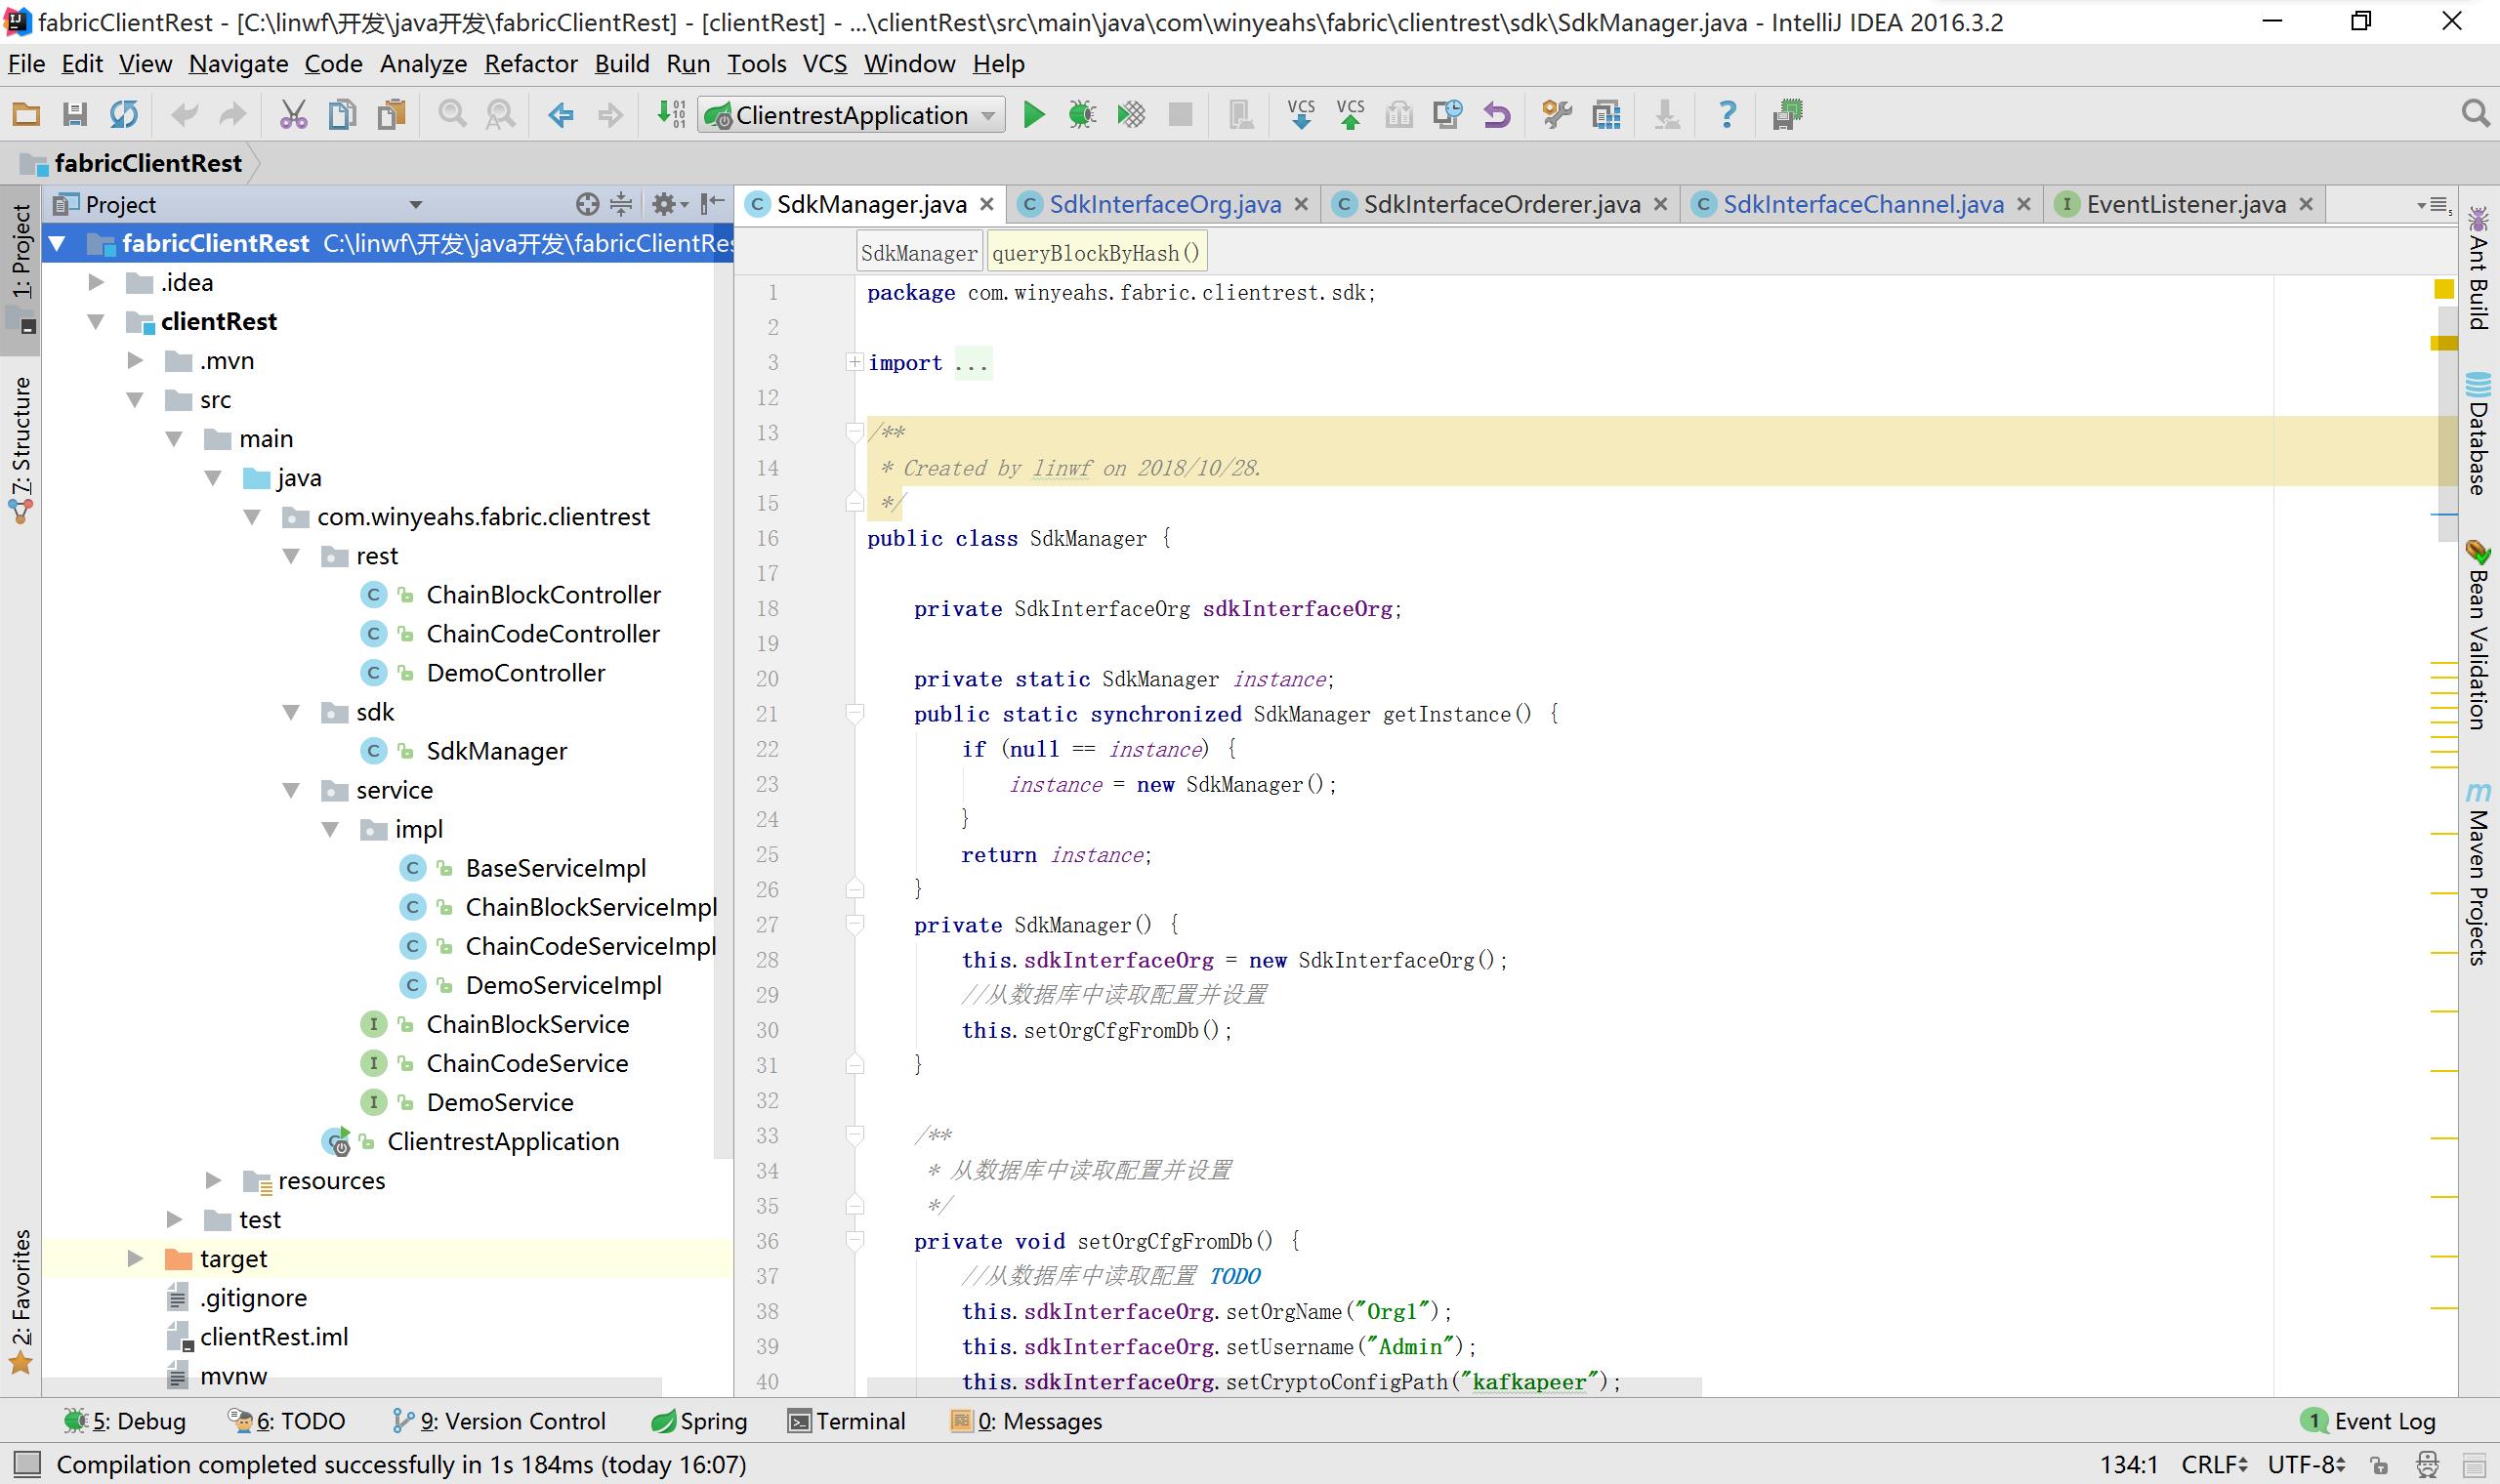 fabricClientRest - [C:\linwf\开发\java开发\fabricClientRest] - [clientRest] - ...\clientRest\src\main\java\com\winyeahs\fabric\clientrest\sdk\SdkManager.java - IntelliJ IDEA 2016.3.2
File Edit View Navigate Code Analyze Refactor Build Run Tools VCS Window Help
ClientrestApplication
VCS VCS
fabricClientRest
1: Project
7: Structure
2: Favorites
Project
fabricClientRest C:\linwf\开发\java开发\fabricClientRes
.idea
clientRest
.mvn
src
main
java
com.winyeahs.fabric.clientrest
rest
ChainBlockController
ChainCodeController
DemoController
sdk
SdkManager
service
impl
BaseServiceImpl
ChainBlockServiceImpl
ChainCodeServiceImpl
DemoServiceImpl
ChainBlockService
ChainCodeService
DemoService
ClientrestApplication
resources
test
target
.gitignore
clientRest.iml
mvnw
SdkManager.java SdkInterfaceOrg.java SdkInterfaceOrderer.java SdkInterfaceChannel.java EventListener.java
SdkManager queryBlockByHash()
1 package com.winyeahs.fabric.clientrest.sdk;
2
3 import ...
12
13 /**
14 * Created by linwf on 2018/10/28.
15 */
16 public class SdkManager {
17
18 private SdkInterfaceOrg sdkInterfaceOrg;
19
20 private static SdkManager instance;
21 public static synchronized SdkManager getInstance() {
22 if (null == instance) {
23 instance = new SdkManager();
24 }
25 return instance;
26 }
27 private SdkManager() {
28 this.sdkInterfaceOrg = new SdkInterfaceOrg();
29 //从数据库中读取配置并设置
30 this.setOrgCfgFromDb();
31 }
32
33 /**
34 * 从数据库中读取配置并设置
35 */
36 private void setOrgCfgFromDb() {
37 //从数据库中读取配置 TODO
38 this.sdkInterfaceOrg.setOrgName("Org1");
39 this.sdkInterfaceOrg.setUsername("Admin");
40 this.sdkInterfaceOrg.setCryptoConfigPath("kafkapeer");
Ant Build
Database
Bean Validation
Maven Projects
5: Debug 6: TODO 9: Version Control Spring Terminal 0: Messages 1 Event Log
Compilation completed successfully in 1s 184ms (today 16:07) 134:1 CRLF UTF-8